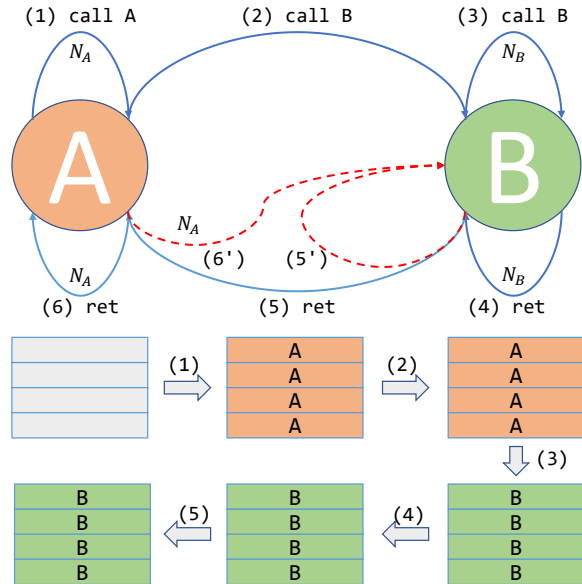 (1) call A
(2) call B
(3) call B
N_A
N_B
A
B
N_A
(6')
(5')
N_A
N_B
(6) ret
(5) ret
(4) ret
(1)
(2)
A
A
A
A
A
A
A
A
(3)
(5)
(4)
B
B
B
B
B
B
B
B
B
B
B
B